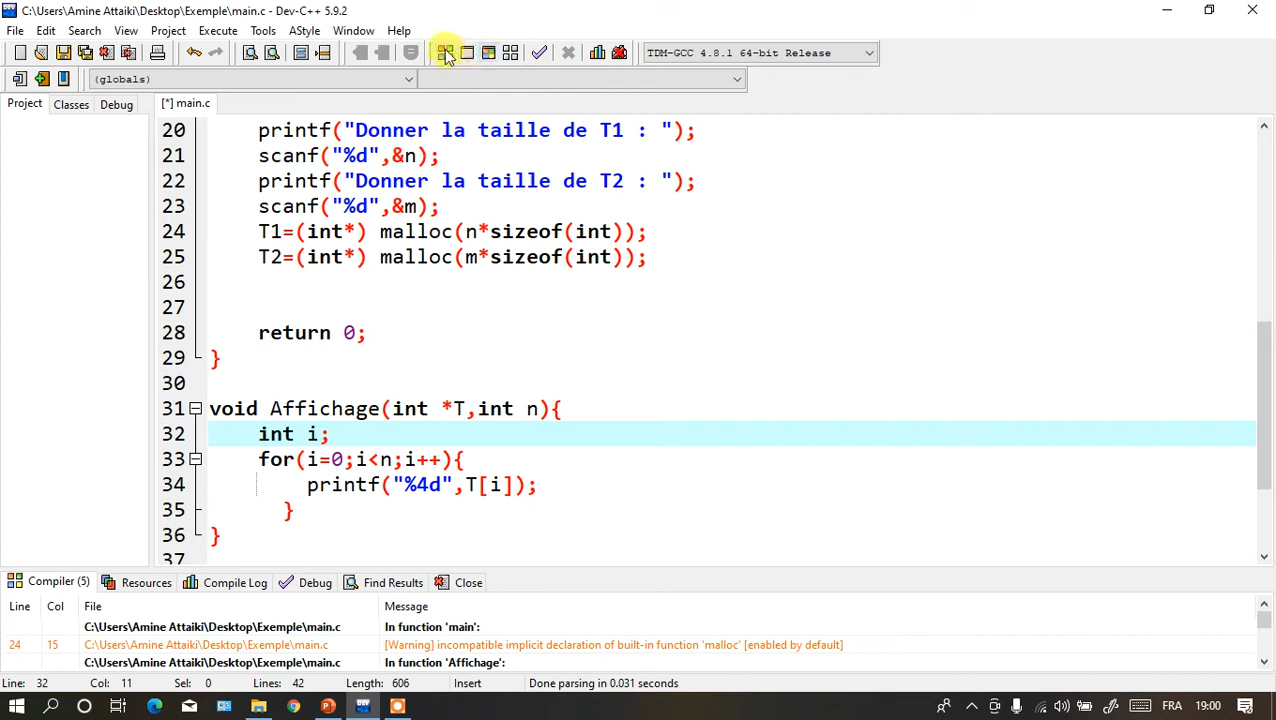 C:\Users\Amine Attaiki\Desktop\Exemple\main.c - Dev-C++ 5.9.2
File Edit Search View Project Execute Tools AStyle Window Help
TDM-GCC 4.8.1 64-bit Release
(globals)
Project Classes Debug [*] main.c
20 printf("Donner la taille de T1 : ");
21 scanf("%d",&n);
22 printf("Donner la taille de T2 : ");
23 scanf("%d",&m);
24 T1=(int*) malloc(n*sizeof(int));
25 T2=(int*) malloc(m*sizeof(int));
26
27
28 return 0;
29 }
30
31 void Affichage(int *T,int n){
32 int i;
33 for(i=0;i<n;i++){
34 printf("%4d",T[i]);
35 }
36 }
37
Compiler (5) Resources Compile Log Debug Find Results Close
Line Col File Message
C:\Users\Amine Attaiki\Desktop\Exemple\main.c In function 'main':
24 15 C:\Users\Amine Attaiki\Desktop\Exemple\main.c [Warning] incompatible implicit declaration of built-in function 'malloc' [enabled by default]
C:\Users\Amine Attaiki\Desktop\Exemple\main.c In function 'Affichage':
Line: 32 Col: 11 Sel: 0 Lines: 42 Length: 606 Insert Done parsing in 0.031 seconds
DEV FRA 19:00